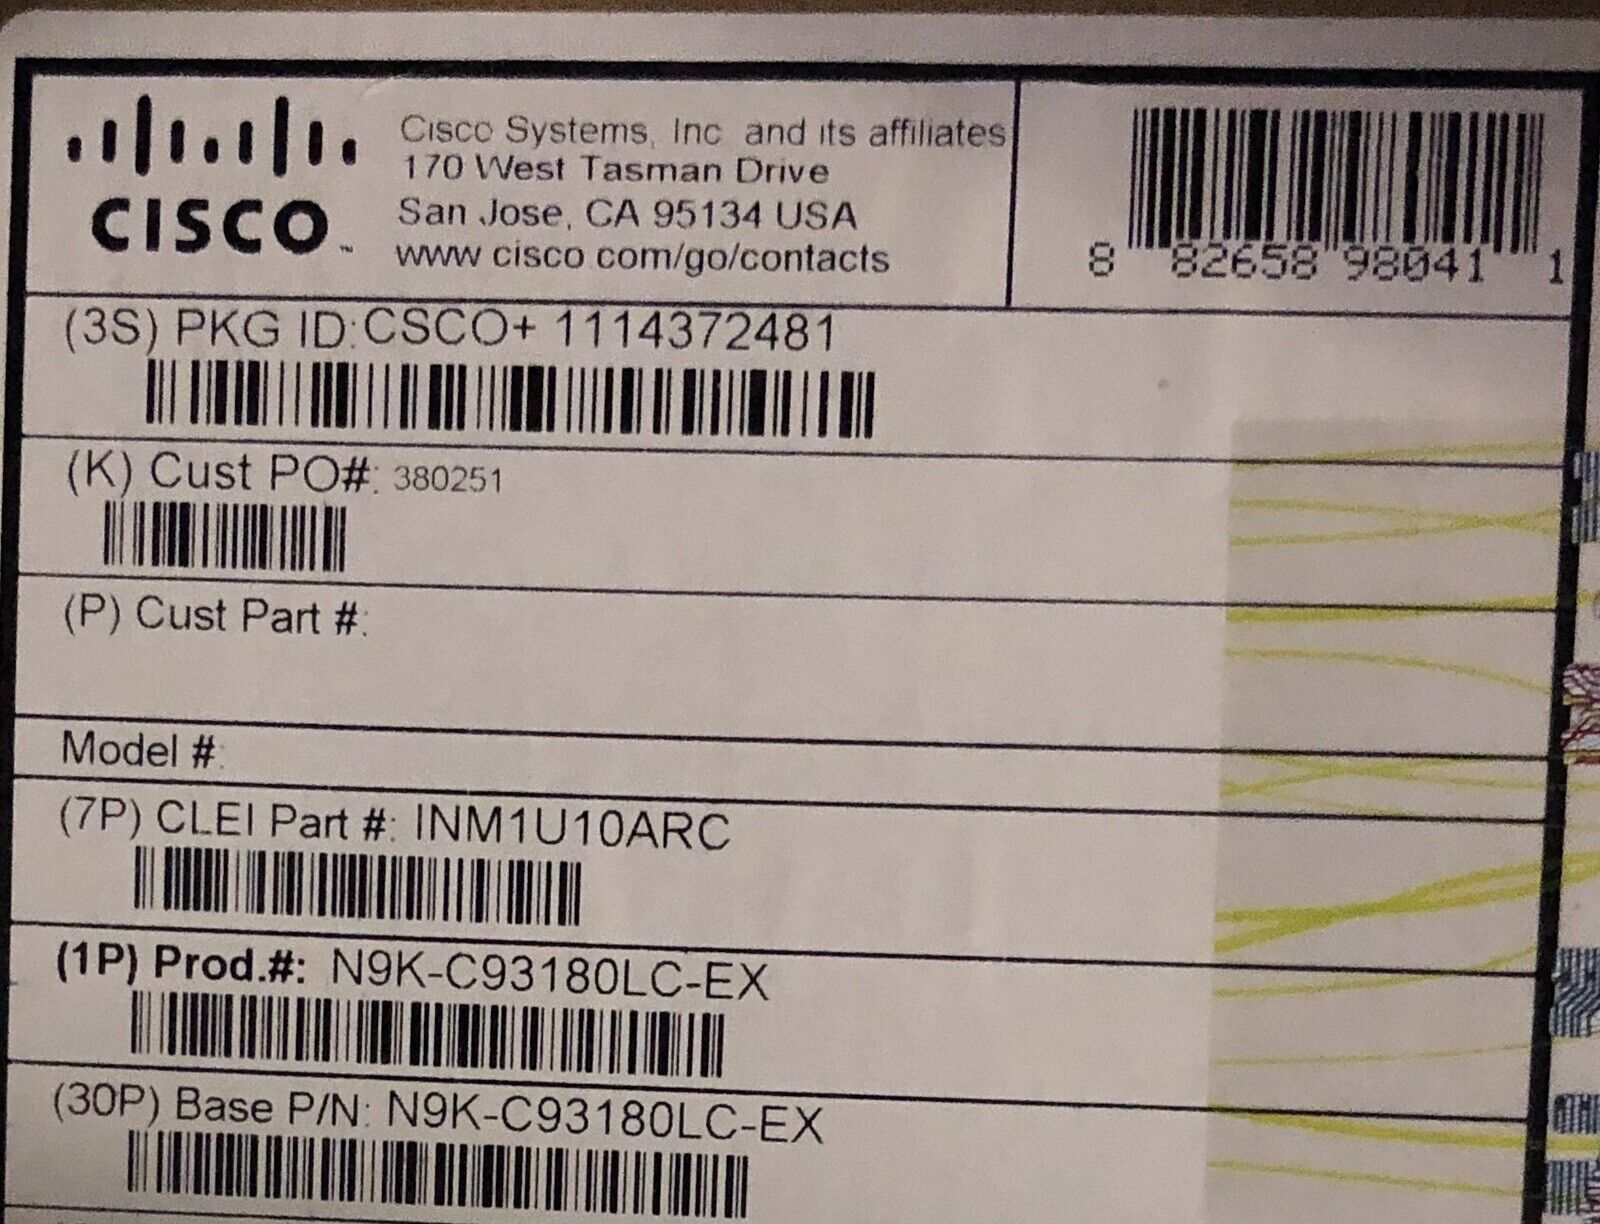 CISCO™
Cisco Systems, Inc and its affiliates
170 West Tasman Drive
San Jose, CA 95134 USA
www cisco com/go/contacts
8 82658 98041 1
(3S) PKG ID:CSCO+ 1114372481
(K) Cust PO#: 380251
(P) Cust Part #:
Model #:
(7P) CLEI Part #: INM1U10ARC
(1P) Prod.#: N9K-C93180LC-EX
(30P) Base P/N: N9K-C93180LC-EX